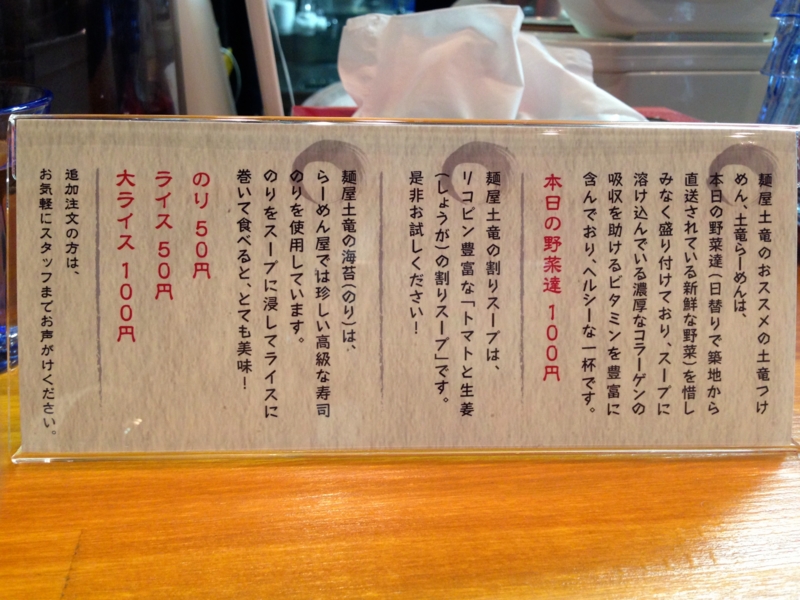 麺屋土竜のおススメの土竜つけ
めん、土竜らーめんは、
本日の野菜達(日替りで築地から
直送されている新鮮な野菜)を惜し
みなく盛り付けており、スープに
溶け込んでいる濃厚なコラーゲンの
吸収を助けるビタミンを豊富に
含んでおり、ヘルシーな一杯です。
本日の野菜達 100円
麺屋土竜の割りスープは、
リコピン豊富な「トマトと生姜
(しょうが)の割りスープ」です。
是非お試しください!
麺屋土竜の海苔(のり)は、
らーめん屋では珍しい高級な寿司
のりを使用しています。
のりをスープに浸してライスに
巻いて食べると、とても美味!
のり 50円
ライス 50円
大ライス 100円
追加注文の方は、
お気軽にスタッフまでお声がけください。